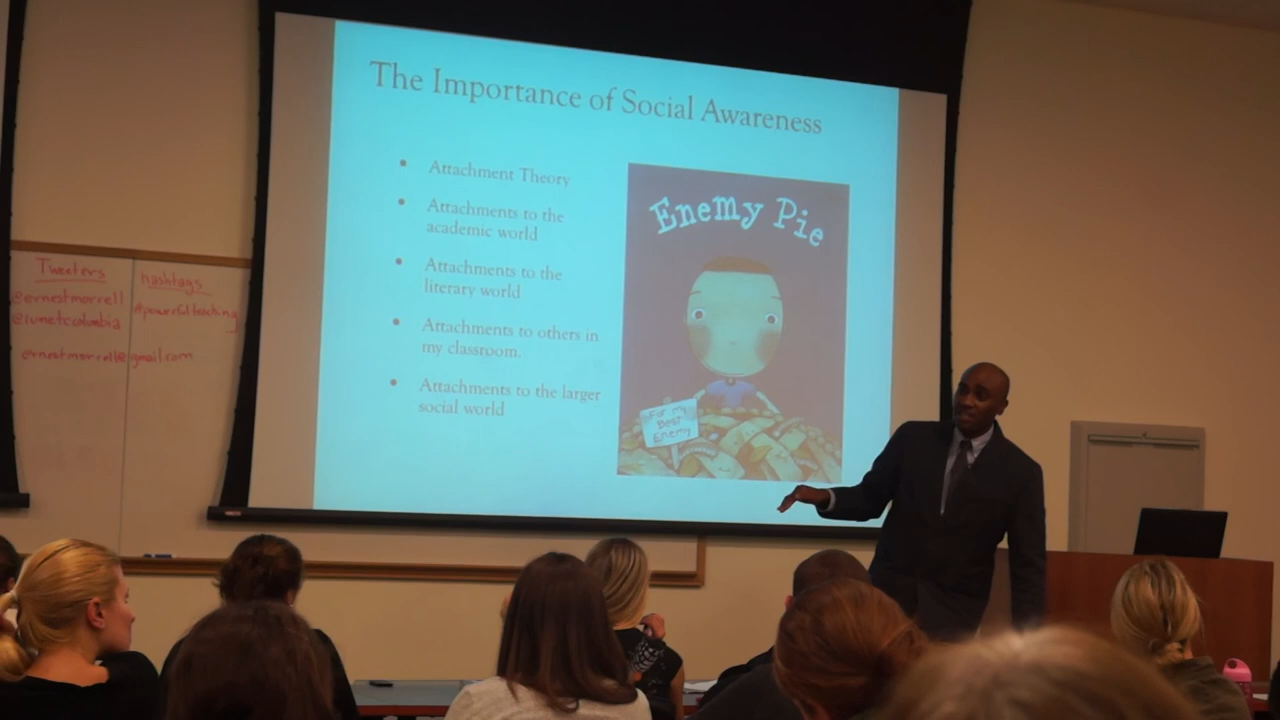 The Importance of Social Awareness
Attachment Theory
Attachments to the
academic world
Attachments to the
literary world
Attachments to others in
my classroom.
Attachments to the larger
social world
Enemy Pie
For my
Best
Enemy
Tweeters
@ernestmorrell
hashtags
#powerfulteaching
ernestmorrell@gmail.com